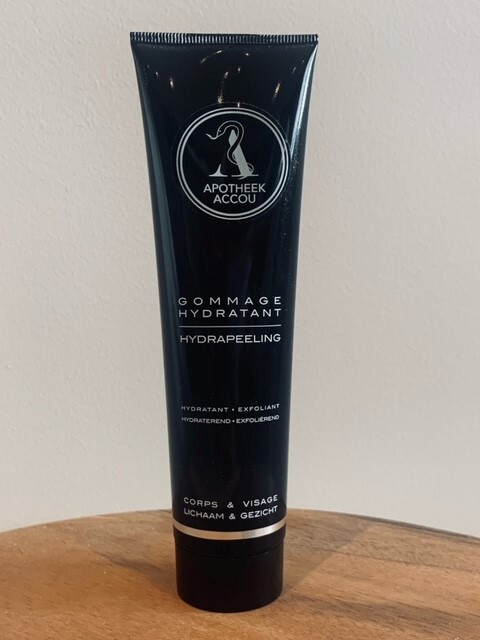 APOTHEEK
ACCOU
GOMMAGE
HYDRATANT
HYDRAPEELING
HYDRATANT • EXFOLIANT
HYDRATEREND • EXFOLIËREND
CORPS & VISAGE
LICHAAM & GEZICHT